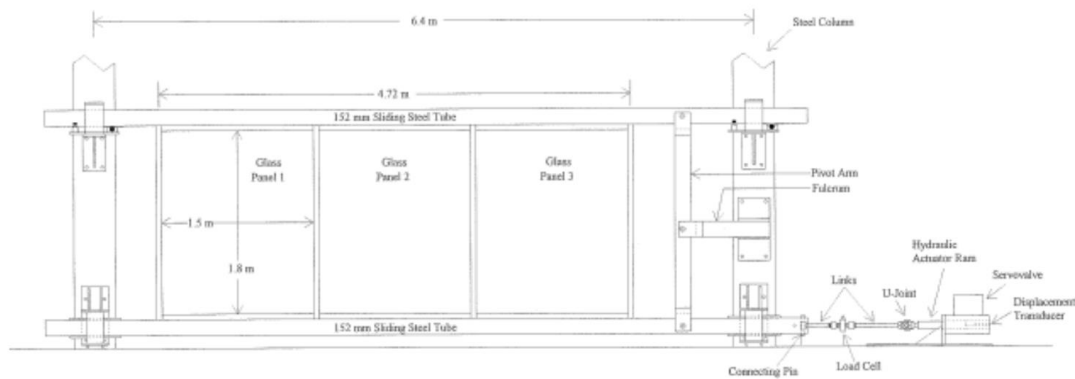 6.4 m
Steel Column
4.72 m
152 mm Sliding Steel Tube
Glass
Panel 1
Glass
Panel 2
Glass
Panel 3
Pivot Arm
Fulcrum
1.5 m
1.8 m
Hydraulic
Actuator Ram
Servovalve
Links
U-Joint
Displacement
Transducer
152 mm Sliding Steel Tube
Connecting Pin
Load Cell